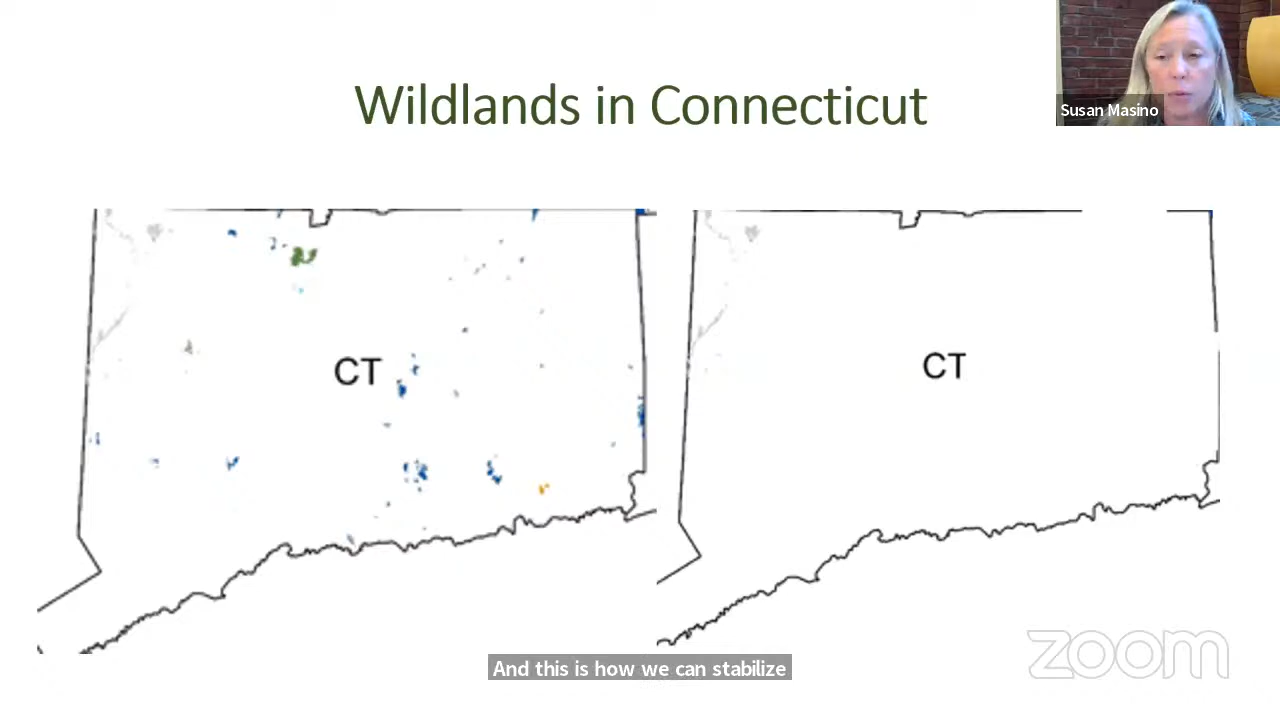 Wildlands in Connecticut
Susan Masino
CT
CT
zoom
And this is how we can stabilize